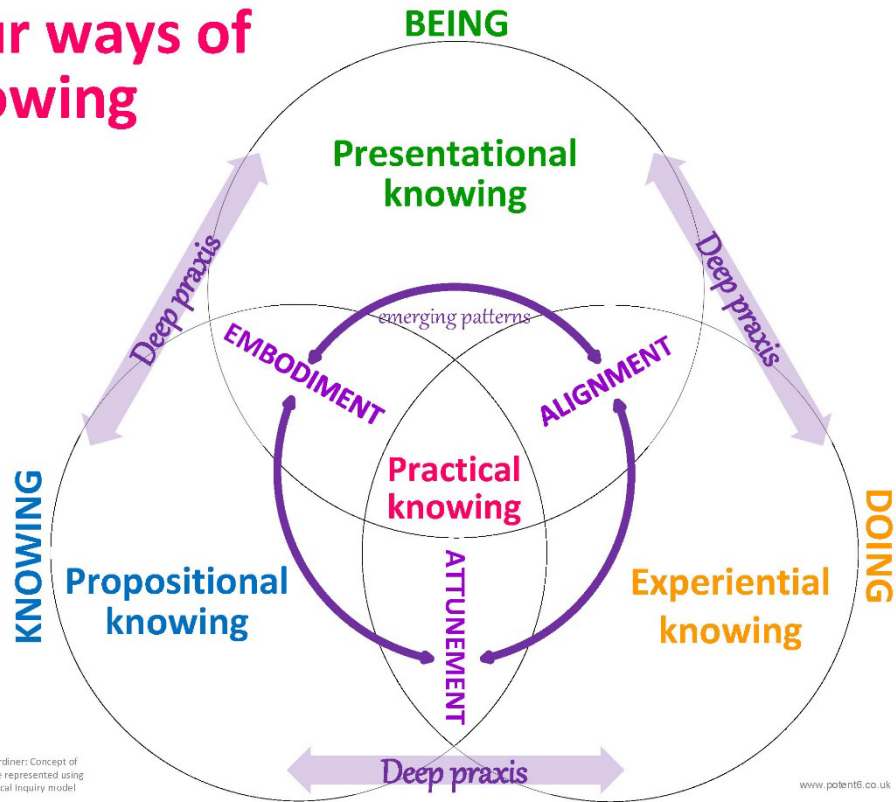 ur ways of
owing
BEING
Presentational
knowing
Deep praxis
Deep praxis
emerging patterns
EMBODIMENT
ALIGNMENT
Practical
knowing
KNOWING
DOING
Propositional
knowing
ATTUNEMENT
Experiential
knowing
rdiner: Concept of
e represented using
cal Inquiry model
Deep praxis
www.potent6.co.uk